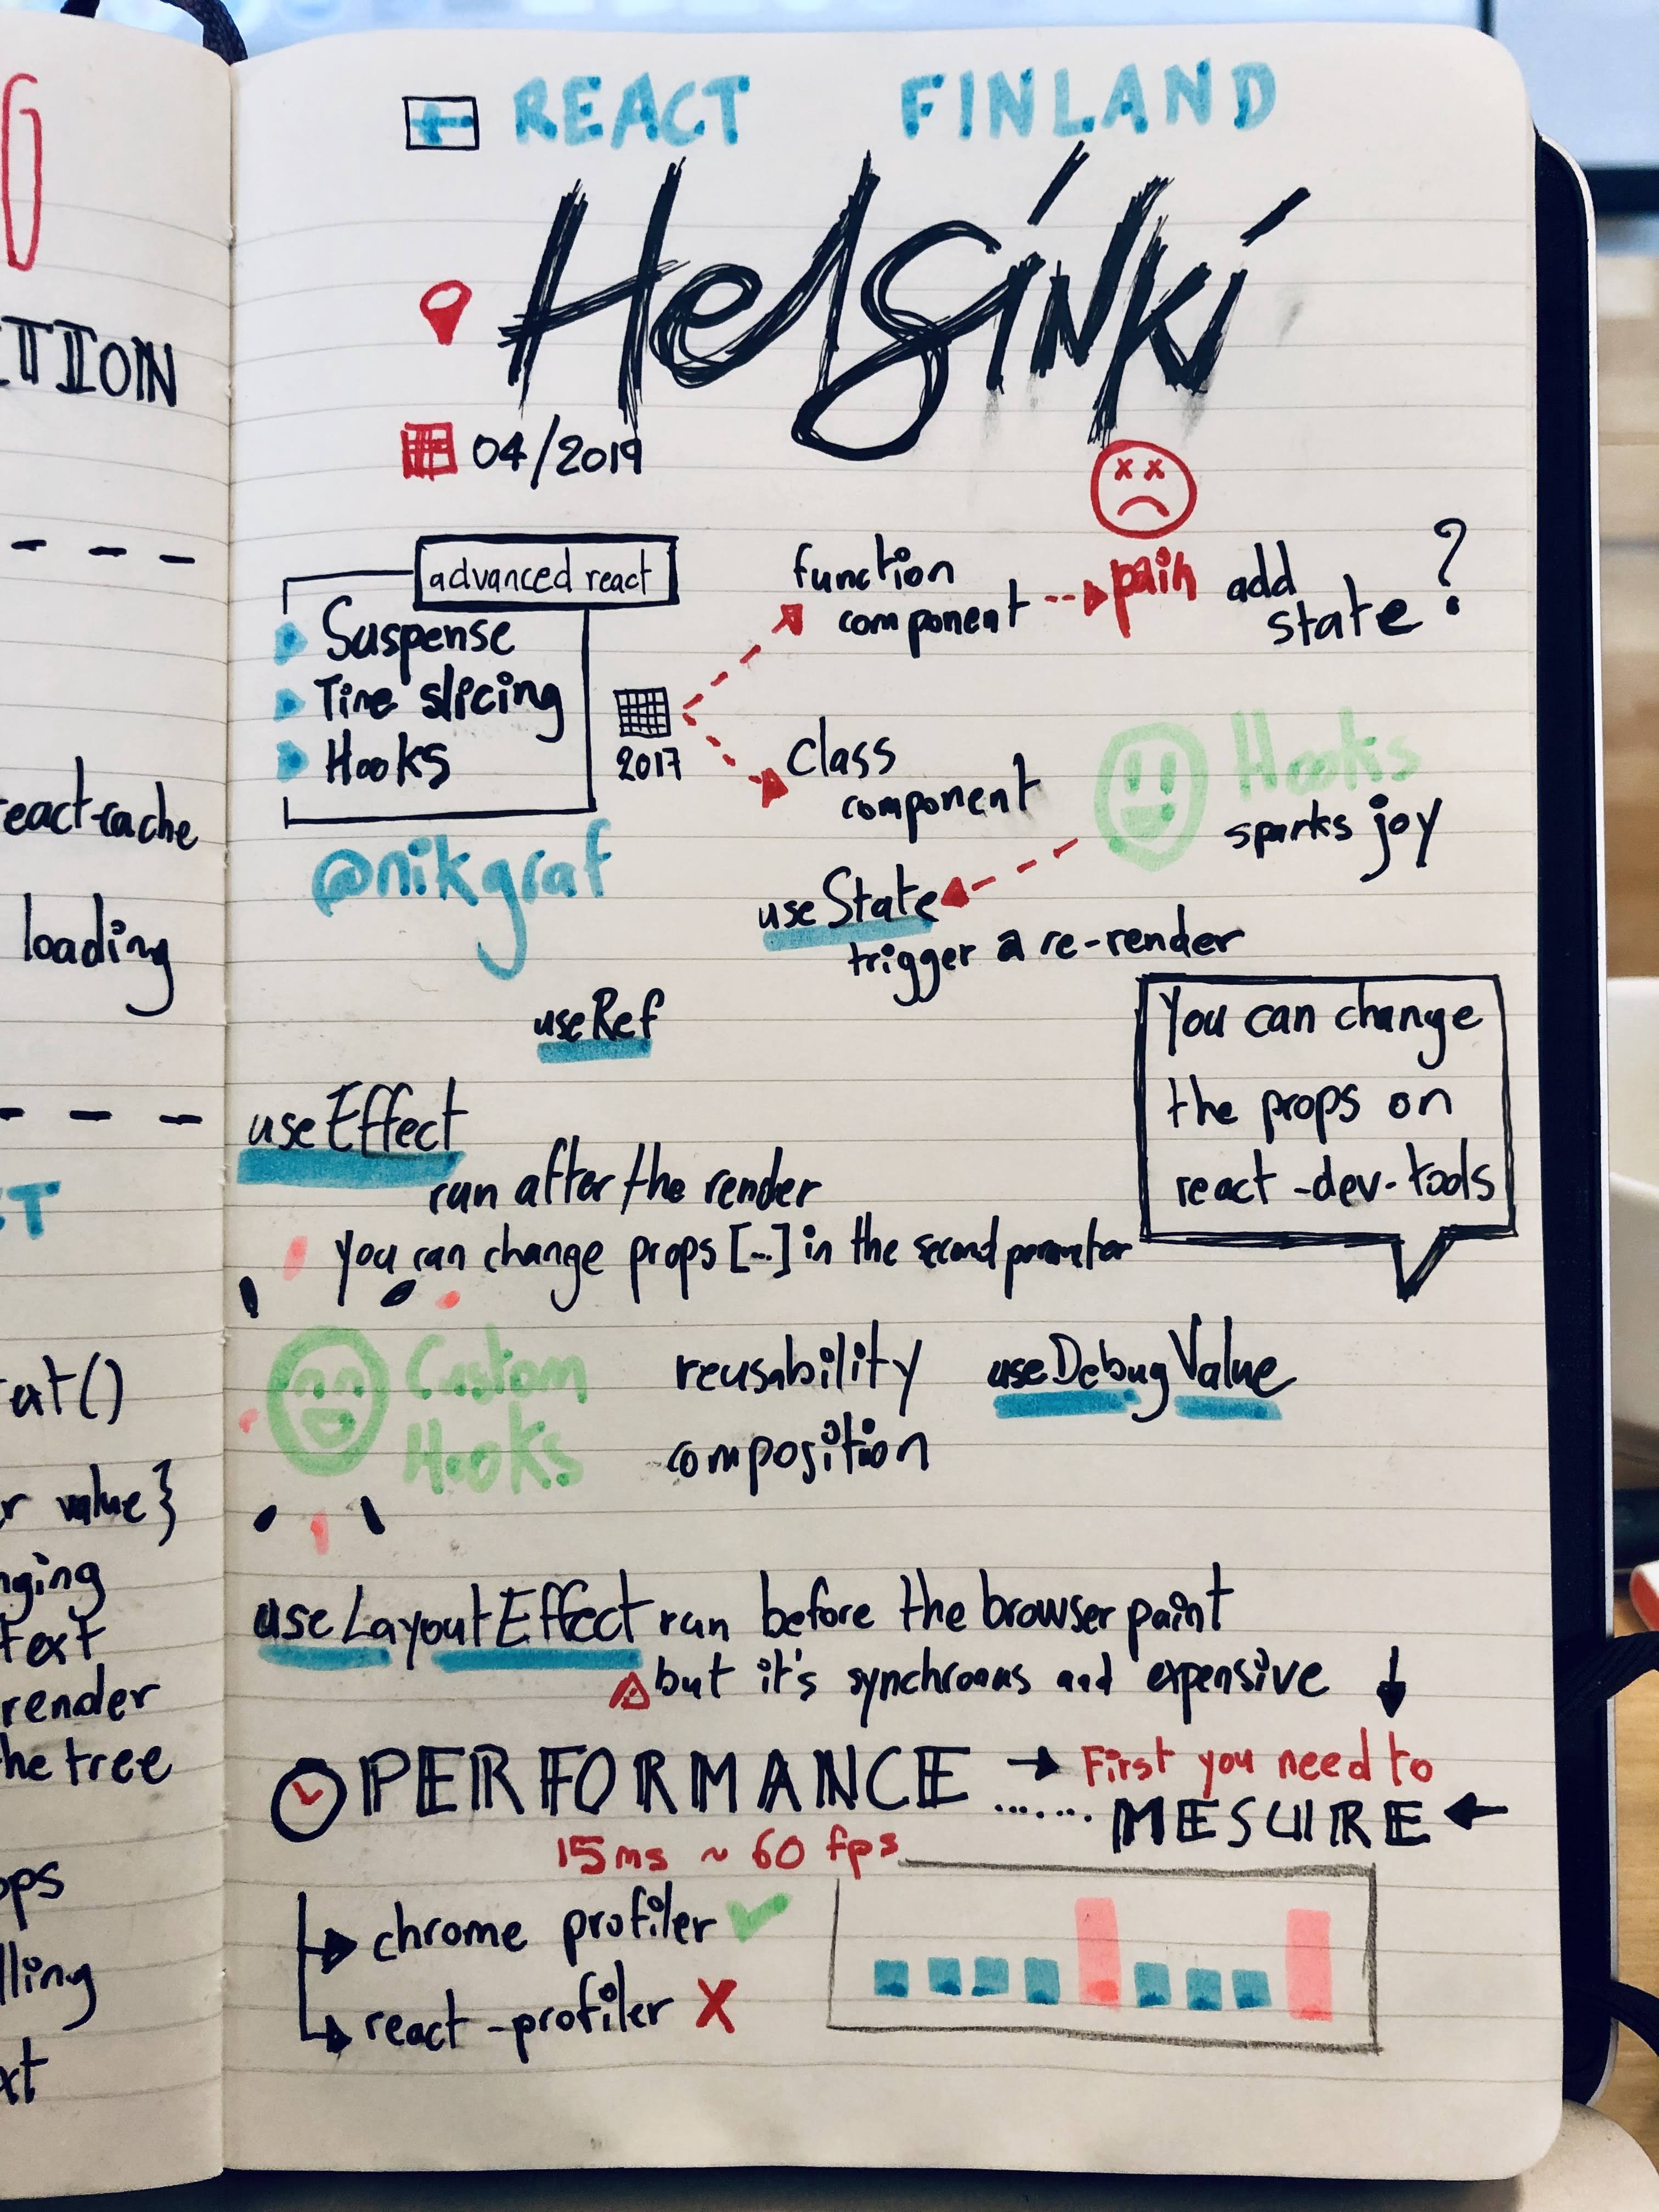 G
CTION
eact-cache
loading
ST
ext()
r value}
nging
text
render
he tree
ops
lling
xt
REACT FINLAND
Helsinki
04/2019
advanced react
Suspense
Time slicing
Hooks
@nikgraf
2017
function
component
pain
add
state ?
class
component
Hooks
sparks joy
useState
trigger a re-render
useRef
You can change
the props on
react-dev-tools
useEffect
run after the render
you can change props [...] in the second parameter
Custom
Hooks
reusability
composition
useDebugValue
useLayoutEffect run before the browser paint
but it's synchronous and expensive
PERFORMANCE
First you need to
MESURE
15ms ~ 60 fps
chrome profiler
react-profiler X